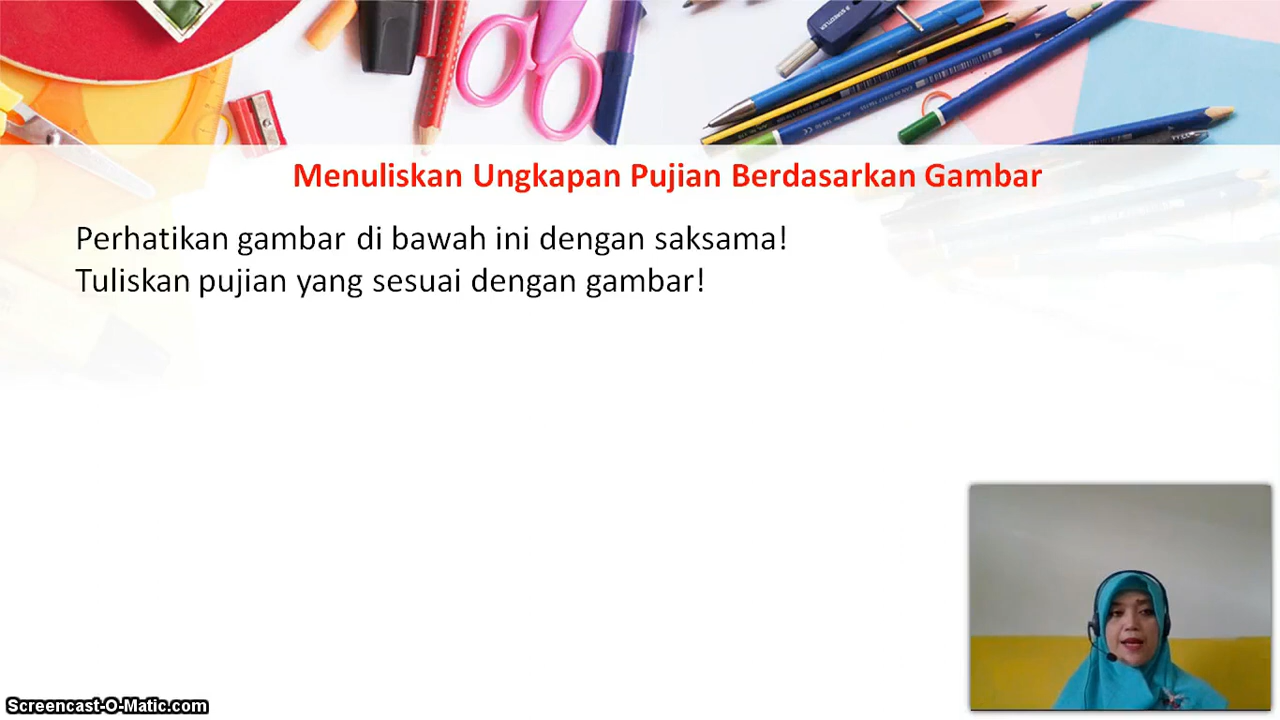 Menuliskan Ungkapan Pujian Berdasarkan Gambar
Perhatikan gambar di bawah ini dengan saksama!
Tuliskan pujian yang sesuai dengan gambar!
Screencast-O-Matic.com